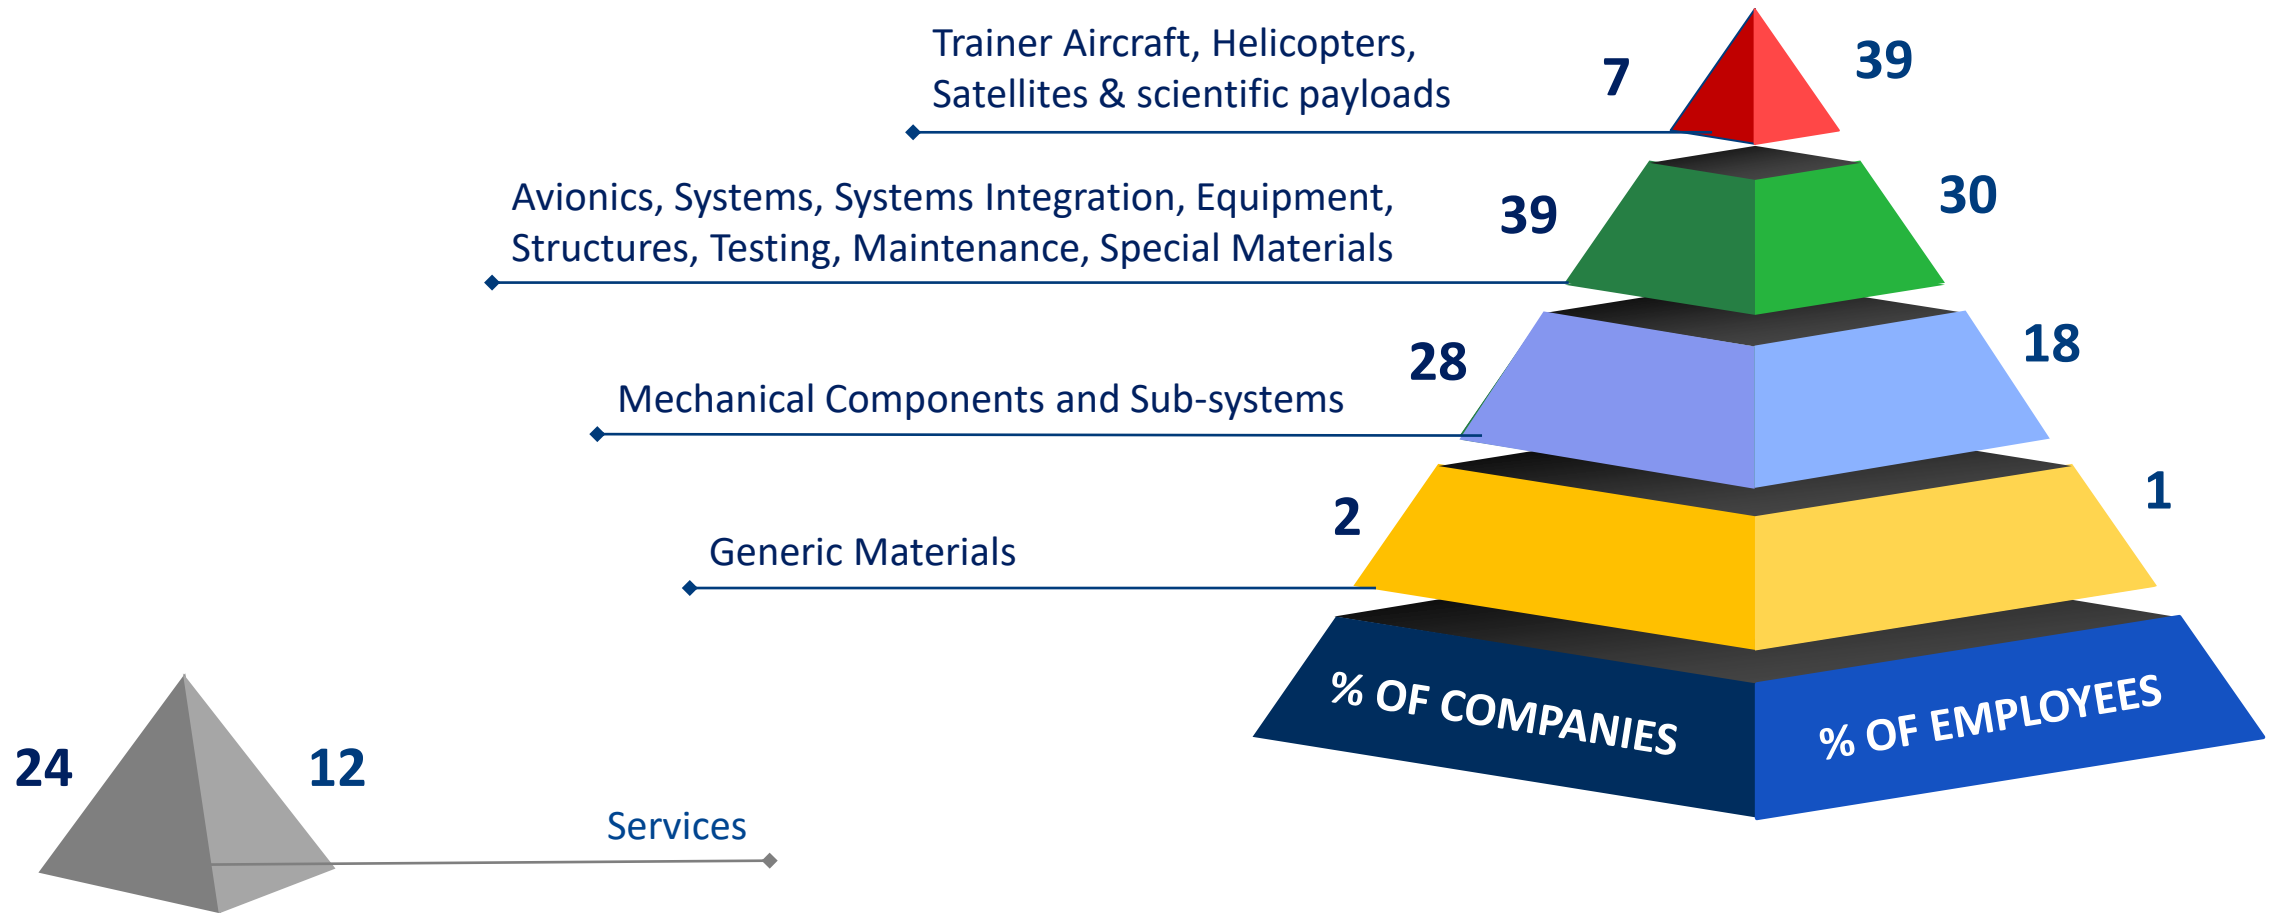 Trainer Aircraft, Helicopters,
Satellites & scientific payloads
7
39
Avionics, Systems, Systems Integration, Equipment,
Structures, Testing, Maintenance, Special Materials
39
30
Mechanical Components and Sub-systems
28
18
Generic Materials
2
1
% OF COMPANIES
% OF EMPLOYEES
24
12
Services